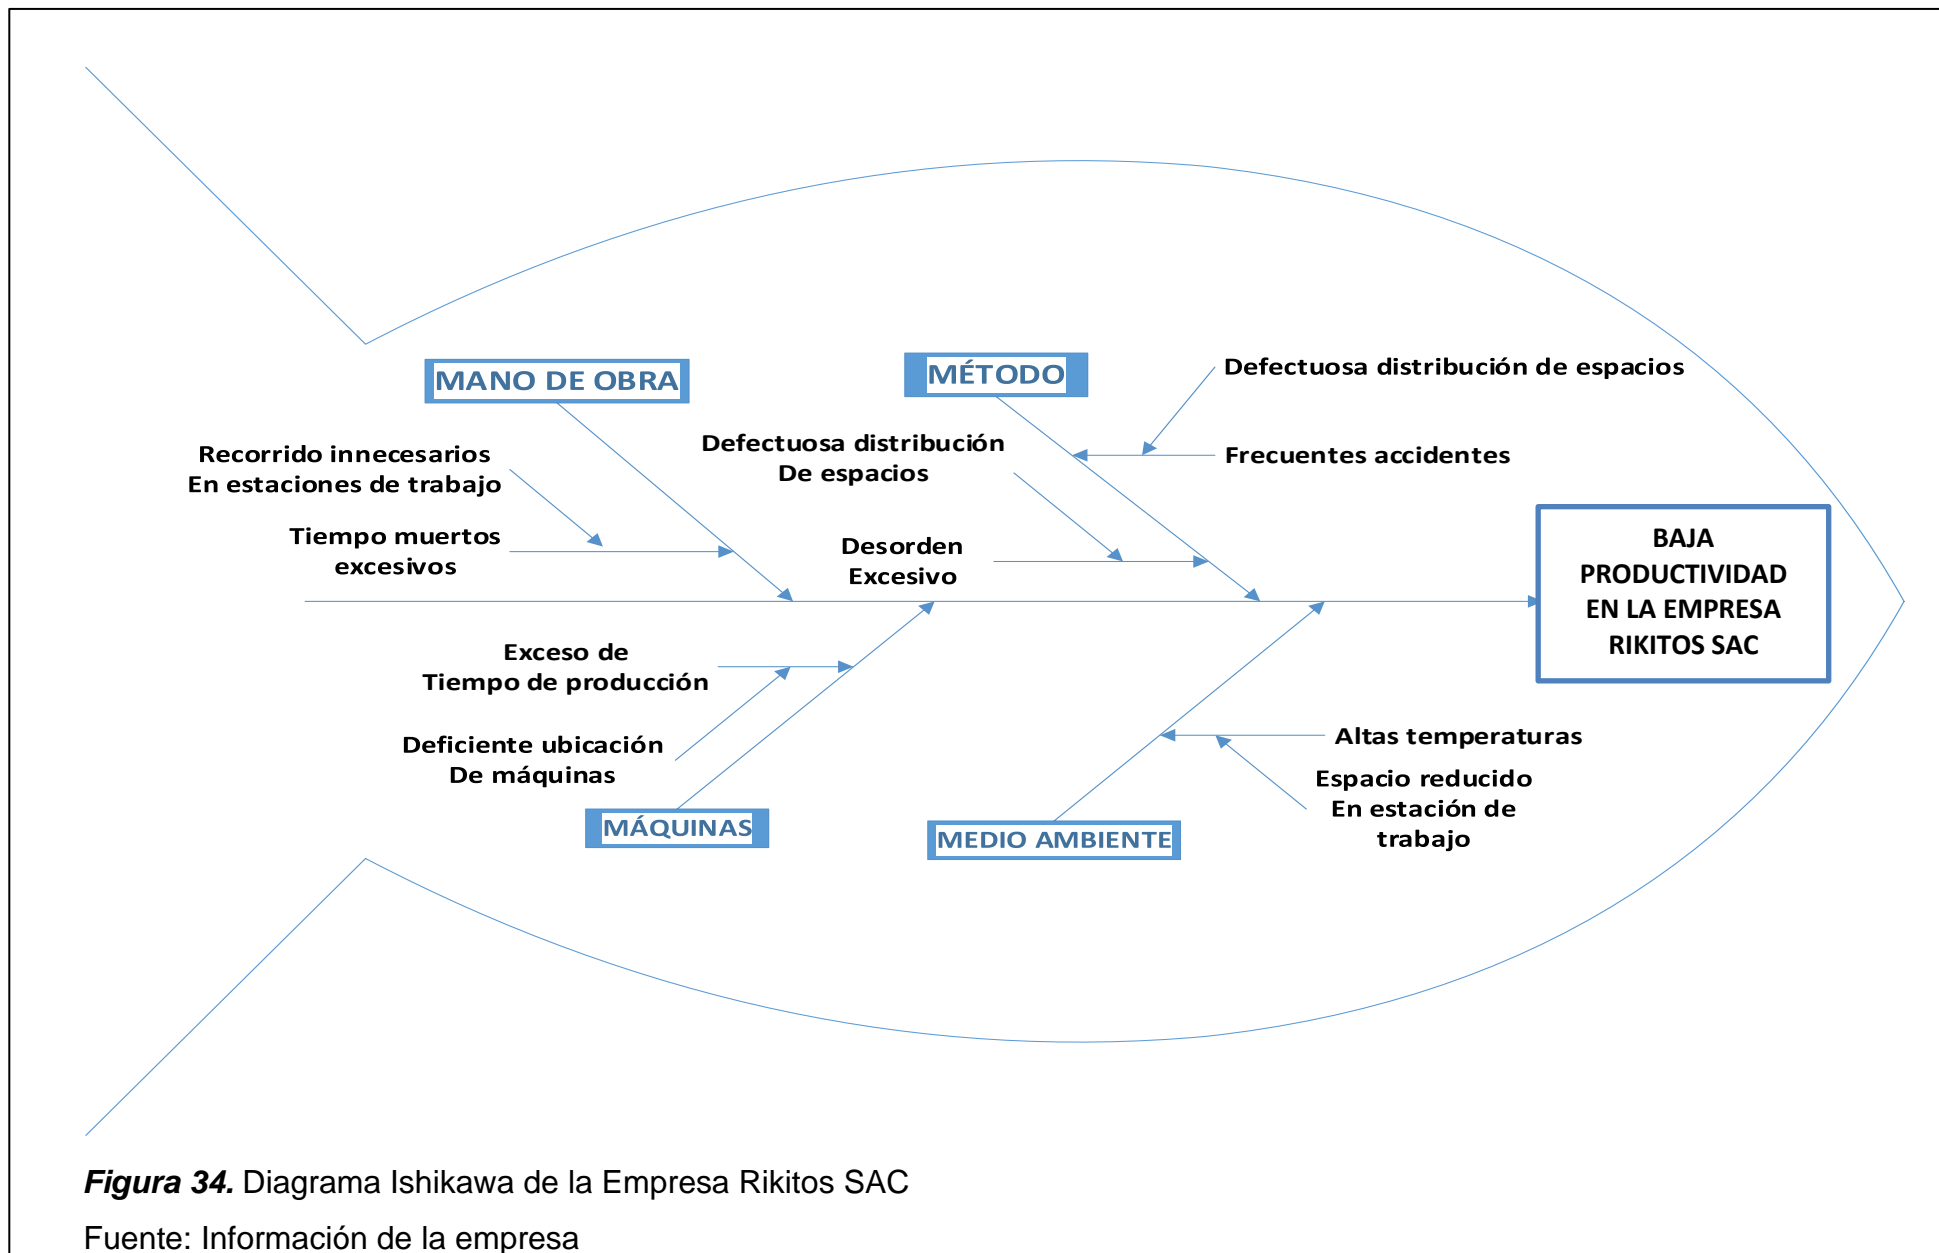 MANO DE OBRA
Recorrido innecesarios
En estaciones de trabajo
Tiempo muertos
excesivos
MÉTODO
Defectuosa distribución de espacios
Frecuentes accidentes
Defectuosa distribución
De espacios
Desorden
Excesivo
BAJA
PRODUCTIVIDAD
EN LA EMPRESA
RIKITOS SAC
Exceso de
Tiempo de producción
Deficiente ubicación
De máquinas
MÁQUINAS
Altas temperaturas
Espacio reducido
En estación de
trabajo
MEDIO AMBIENTE
Figura 34. Diagrama Ishikawa de la Empresa Rikitos SAC
Fuente: Información de la empresa